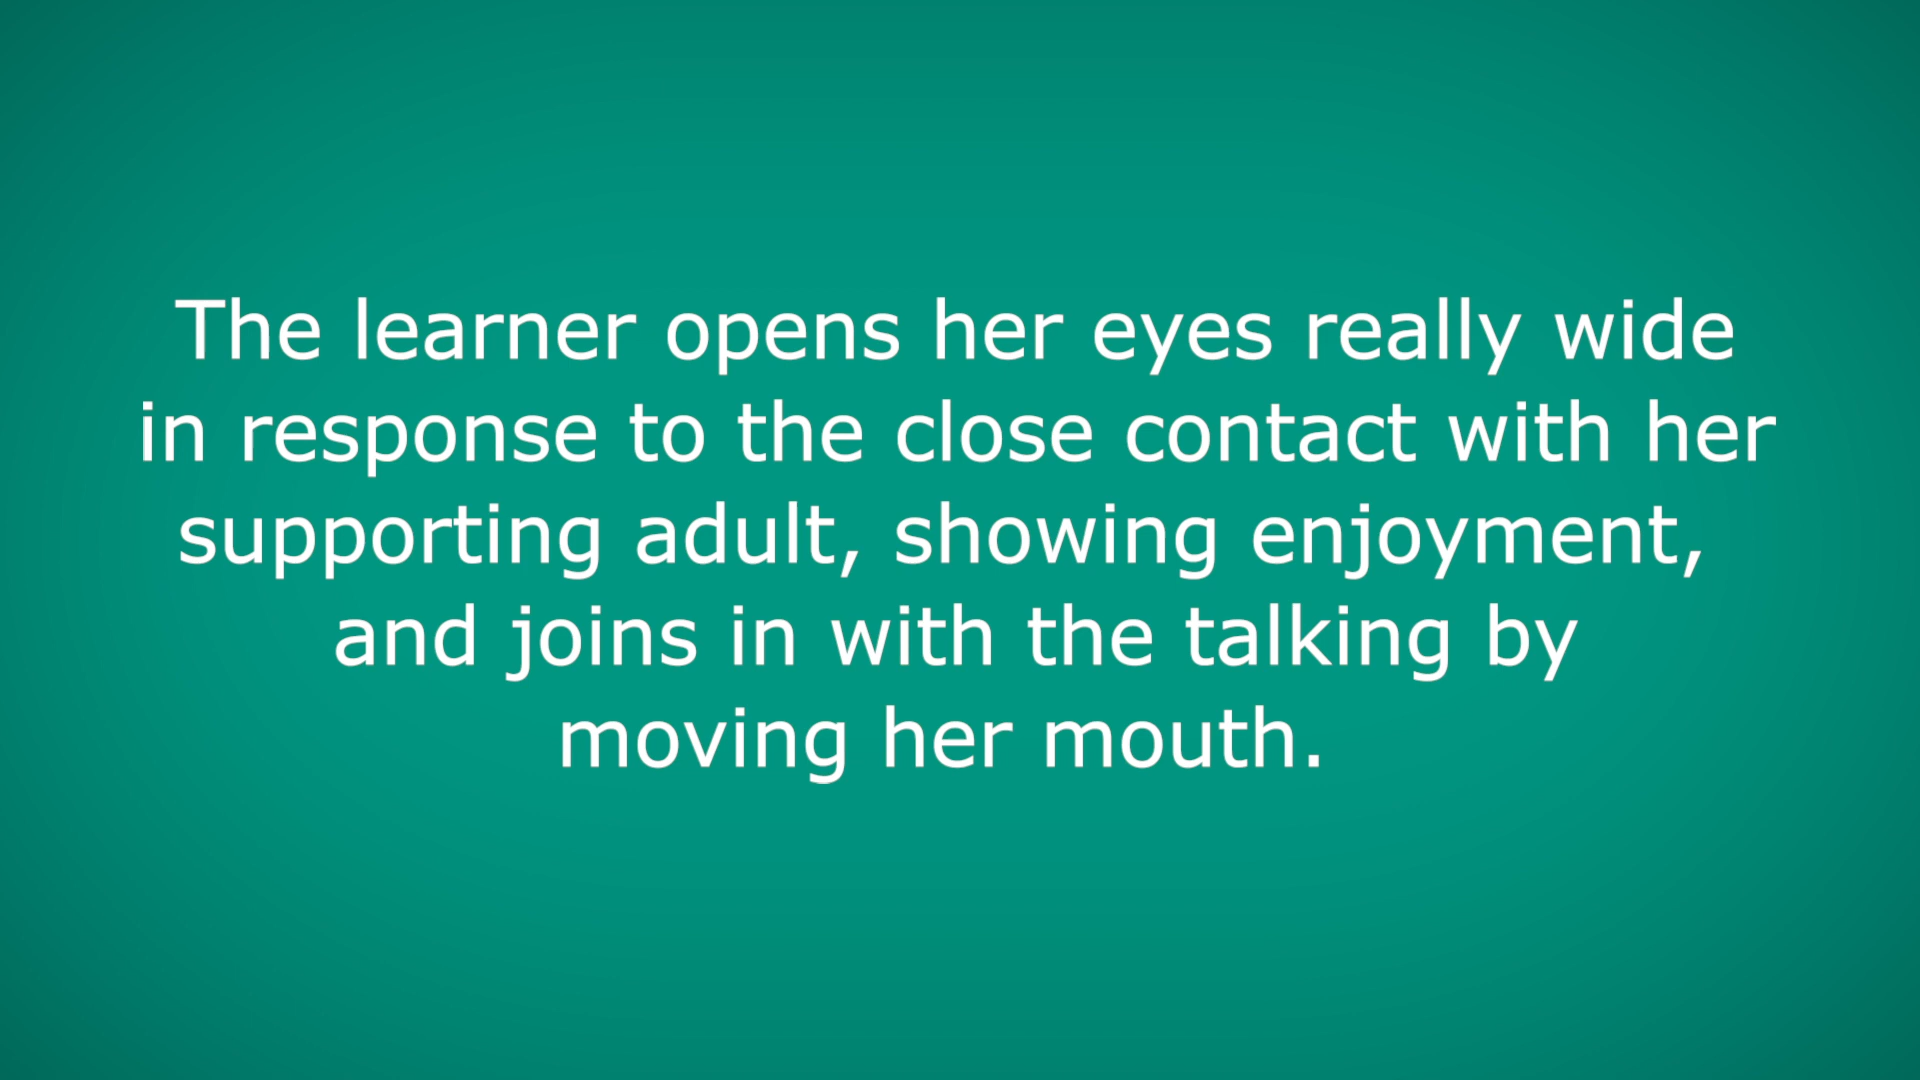 The learner opens her eyes really wide
in response to the close contact with her
supporting adult, showing enjoyment,
and joins in with the talking by
moving her mouth.